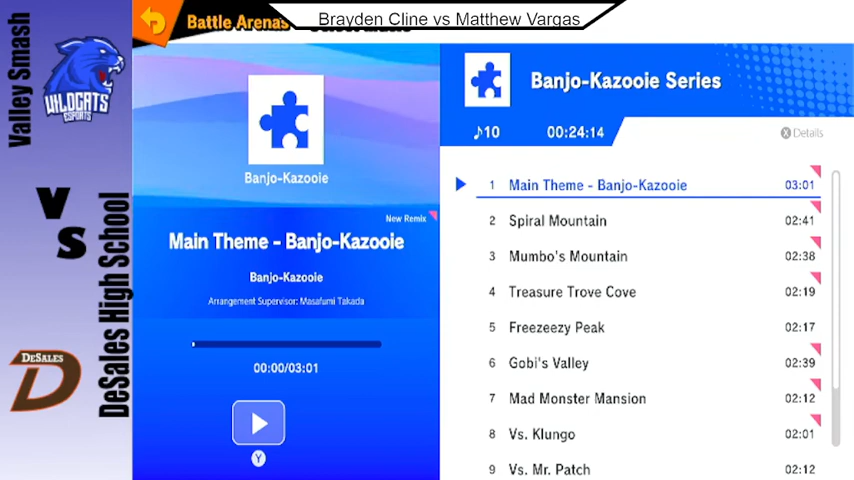 Valley Smash
WILDCATS
ESPORTS
VS
DeSales High School
DESALES
D
Battle Arenas
Brayden Cline vs Matthew Vargas
Banjo-Kazooie
New Remix
Main Theme - Banjo-Kazooie
Banjo-Kazooie
Arrangement Supervisor: Masafumi Takada
00:00/03:01
Y
Banjo-Kazooie Series
♪10 00:24:14
X Details
1 Main Theme - Banjo-Kazooie 03:01
2 Spiral Mountain 02:41
3 Mumbo's Mountain 02:38
4 Treasure Trove Cove 02:19
5 Freezeezy Peak 02:17
6 Gobi's Valley 02:39
7 Mad Monster Mansion 02:12
8 Vs. Klungo 02:01
9 Vs. Mr. Patch 02:12